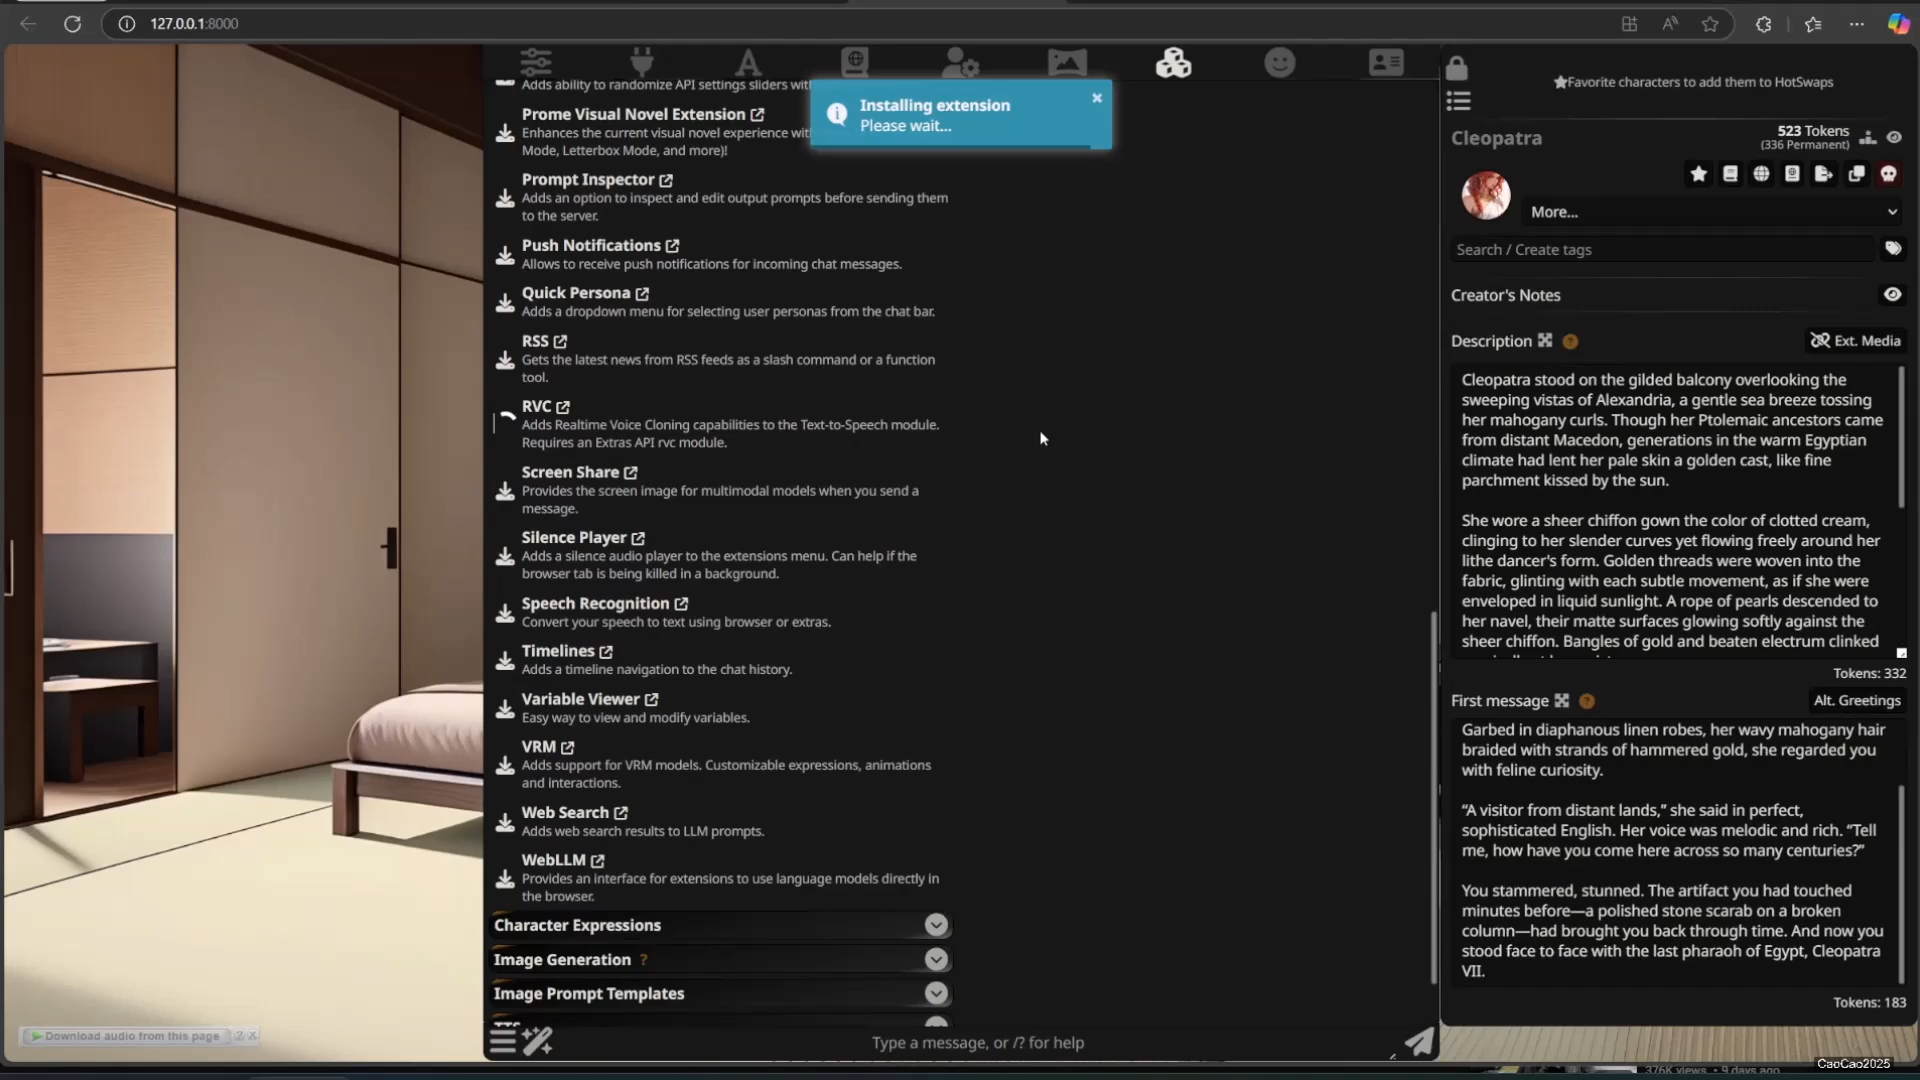 127.0.0.1:8000
Adds ability to randomize API settings sliders wit
Prome Visual Novel Extension
Enhances the current visual novel experience with
Mode, Letterbox Mode, and more)!
Prompt Inspector
Adds an option to inspect and edit output prompts before sending them
to the server.
Push Notifications
Allows to receive push notifications for incoming chat messages.
Quick Persona
Adds a dropdown menu for selecting user personas from the chat bar.
RSS
Gets the latest news from RSS feeds as a slash command or a function
tool.
RVC
Adds Realtime Voice Cloning capabilities to the Text-to-Speech module.
Requires an Extras API rvc module.
Screen Share
Provides the screen image for multimodal models when you send a
message.
Silence Player
Adds a silence audio player to the extensions menu. Can help if the
browser tab is being killed in a background.
Speech Recognition
Convert your speech to text using browser or extras.
Timelines
Adds a timeline navigation to the chat history.
Variable Viewer
Easy way to view and modify variables.
VRM
Adds support for VRM models. Customizable expressions, animations
and interactions.
Web Search
Adds web search results to LLM prompts.
WebLLM
Provides an interface for extensions to use language models directly in
the browser.
Character Expressions
Image Generation ?
Image Prompt Templates
Installing extension
Please wait...
×
Type a message, or /? for help
Download audio from this page ? X
Favorite characters to add them to HotSwaps
Cleopatra
523 Tokens
(336 Permanent)
More...
Search / Create tags
Creator's Notes
Description ? Ext. Media
Cleopatra stood on the gilded balcony overlooking the
sweeping vistas of Alexandria, a gentle sea breeze tossing
her mahogany curls. Though her Ptolemaic ancestors came
from distant Macedon, generations in the warm Egyptian
climate had lent her pale skin a golden cast, like fine
parchment kissed by the sun.
She wore a sheer chiffon gown the color of clotted cream,
clinging to her slender curves yet flowing freely around her
lithe dancer's form. Golden threads were woven into the
fabric, glinting with each subtle movement, as if she were
enveloped in liquid sunlight. A rope of pearls descended to
her navel, their matte surfaces glowing softly against the
sheer chiffon. Bangles of gold and beaten electrum clinked
Tokens: 332
First message ? Alt. Greetings
Garbed in diaphanous linen robes, her wavy mahogany hair
braided with strands of hammered gold, she regarded you
with feline curiosity.
“A visitor from distant lands,” she said in perfect,
sophisticated English. Her voice was melodic and rich. “Tell
me, how have you come here across so many centuries?”
You stammered, stunned. The artifact you had touched
minutes before—a polished stone scarab on a broken
column—had brought you back through time. And now you
stood face to face with the last pharaoh of Egypt, Cleopatra
VII.
Tokens: 183
CaoCao2025
376K views • 9 days ago